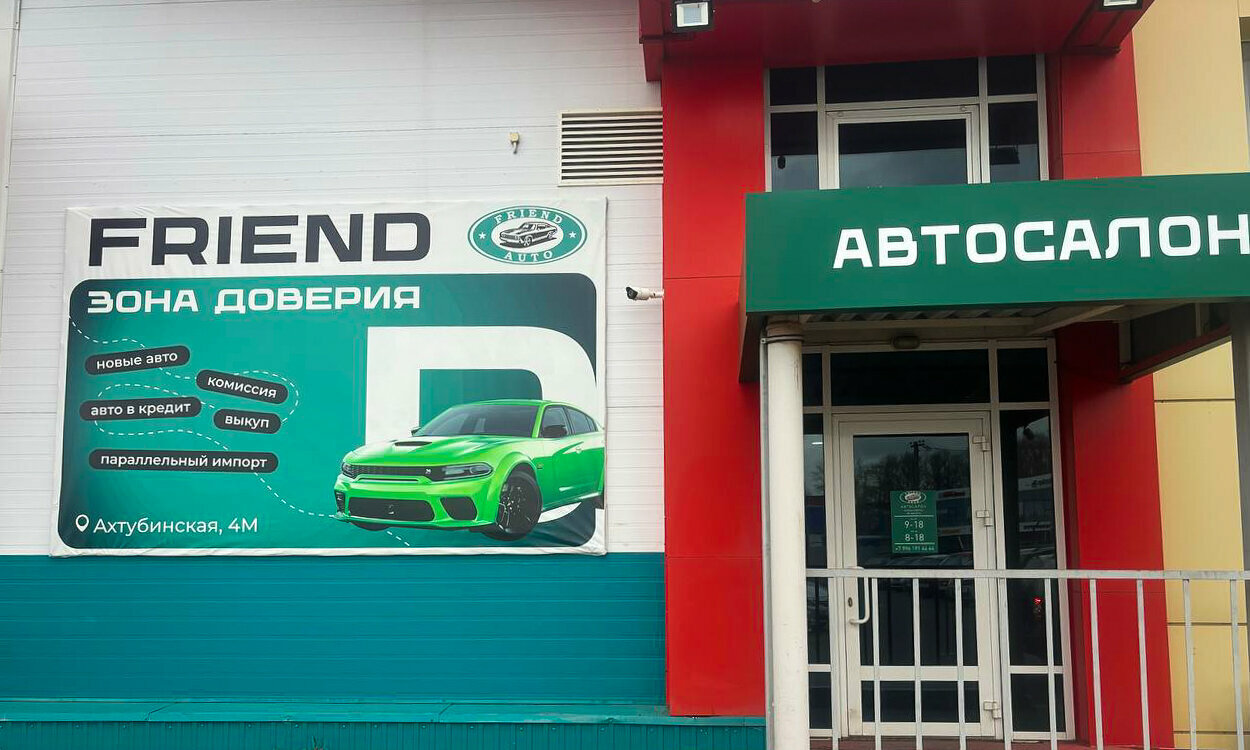 FRIEND
FRIEND
AUTO
ЗОНА ДОВЕРИЯ
новые авто
комиссия
авто в кредит
выкуп
параллельный импорт
Ахтубинская, 4М
АВТОСАЛОН
АВТОСАЛОН
9-18
8-18